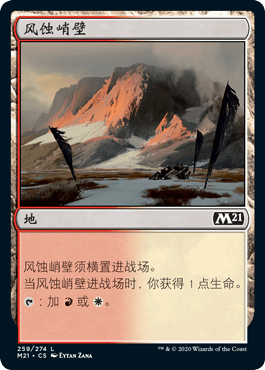 风蚀峭壁
地
M21
风蚀峭壁须横置进战场。
当风蚀峭壁进战场时,你获得1点生命。
:加或。
259/274 L
M21 • CS EYTAN ZANA
™ & © 2020 Wizards of the Coast